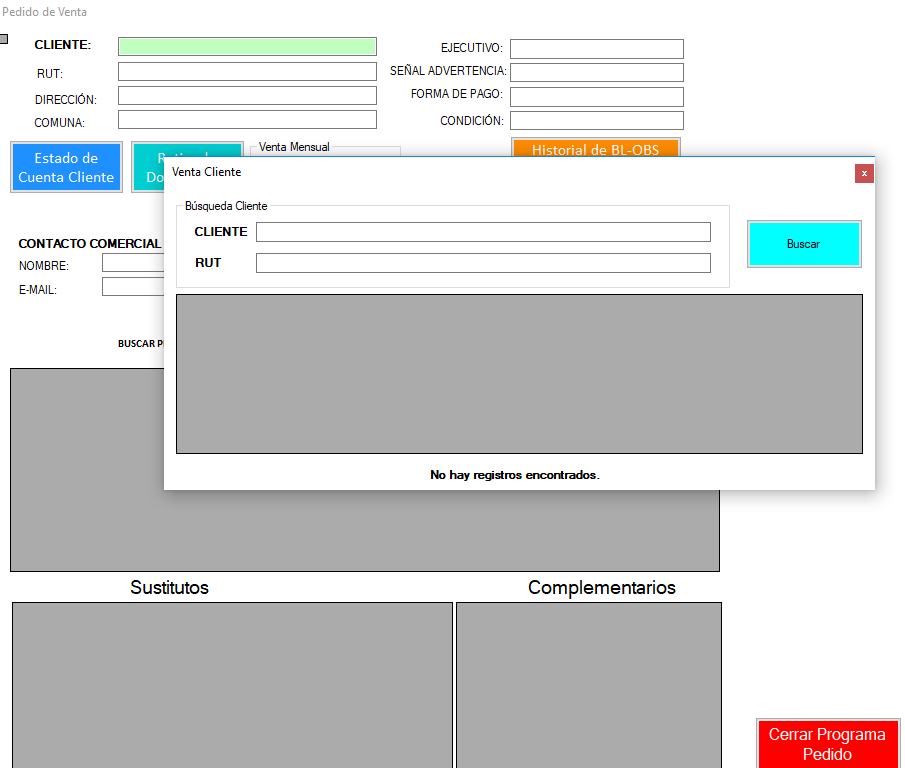 Pedido de Venta
CLIENTE:
EJECUTIVO:
RUT:
SEÑAL ADVERTENCIA:
DIRECCIÓN:
FORMA DE PAGO:
COMUNA:
CONDICIÓN:
Estado de
Cuenta Cliente
Venta Mensual
Historial de BL-OBS
Venta Cliente
x
Búsqueda Cliente
CLIENTE
RUT
Buscar
No hay registros encontrados.
CONTACTO COMERCIAL
NOMBRE:
E-MAIL:
BUSCAR
Sustitutos
Complementarios
Cerrar Programa
Pedido